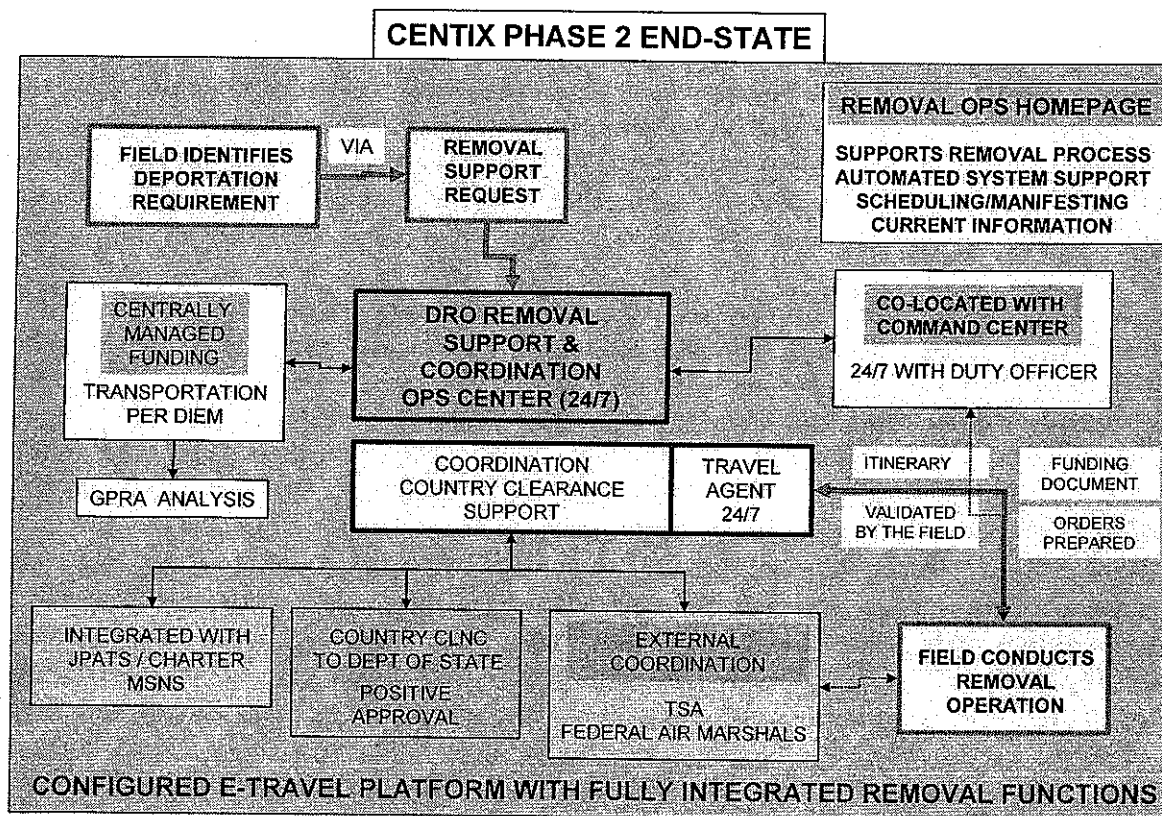 CENTIX PHASE 2 END-STATE
FIELD IDENTIFIES
DEPORTATION
REQUIREMENT
VIA
REMOVAL
SUPPORT
REQUEST
REMOVAL OPS HOMEPAGE
SUPPORTS REMOVAL PROCESS
AUTOMATED SYSTEM SUPPORT
SCHEDULING/MANIFESTING
CURRENT INFORMATION
CENTRALLY
MANAGED
FUNDING
TRANSPORTATION
PER DIEM
DRO REMOVAL
SUPPORT &
COORDINATION
OPS CENTER (24/7)
CO-LOCATED WITH
COMMAND CENTER
24/7 WITH DUTY OFFICER
GPRA ANALYSIS
COORDINATION
COUNTRY CLEARANCE
SUPPORT
TRAVEL
AGENT
24/7
ITINERARY
VALIDATED
BY THE FIELD
FUNDING
DOCUMENT
ORDERS
PREPARED
INTEGRATED WITH
JPATS / CHARTER
MSNS
COUNTRY CLNC
TO DEPT OF STATE
POSITIVE
APPROVAL
EXTERNAL
COORDINATION
TSA
FEDERAL AIR MARSHALS
FIELD CONDUCTS
REMOVAL
OPERATION
CONFIGURED E-TRAVEL PLATFORM WITH FULLY INTEGRATED REMOVAL FUNCTIONS